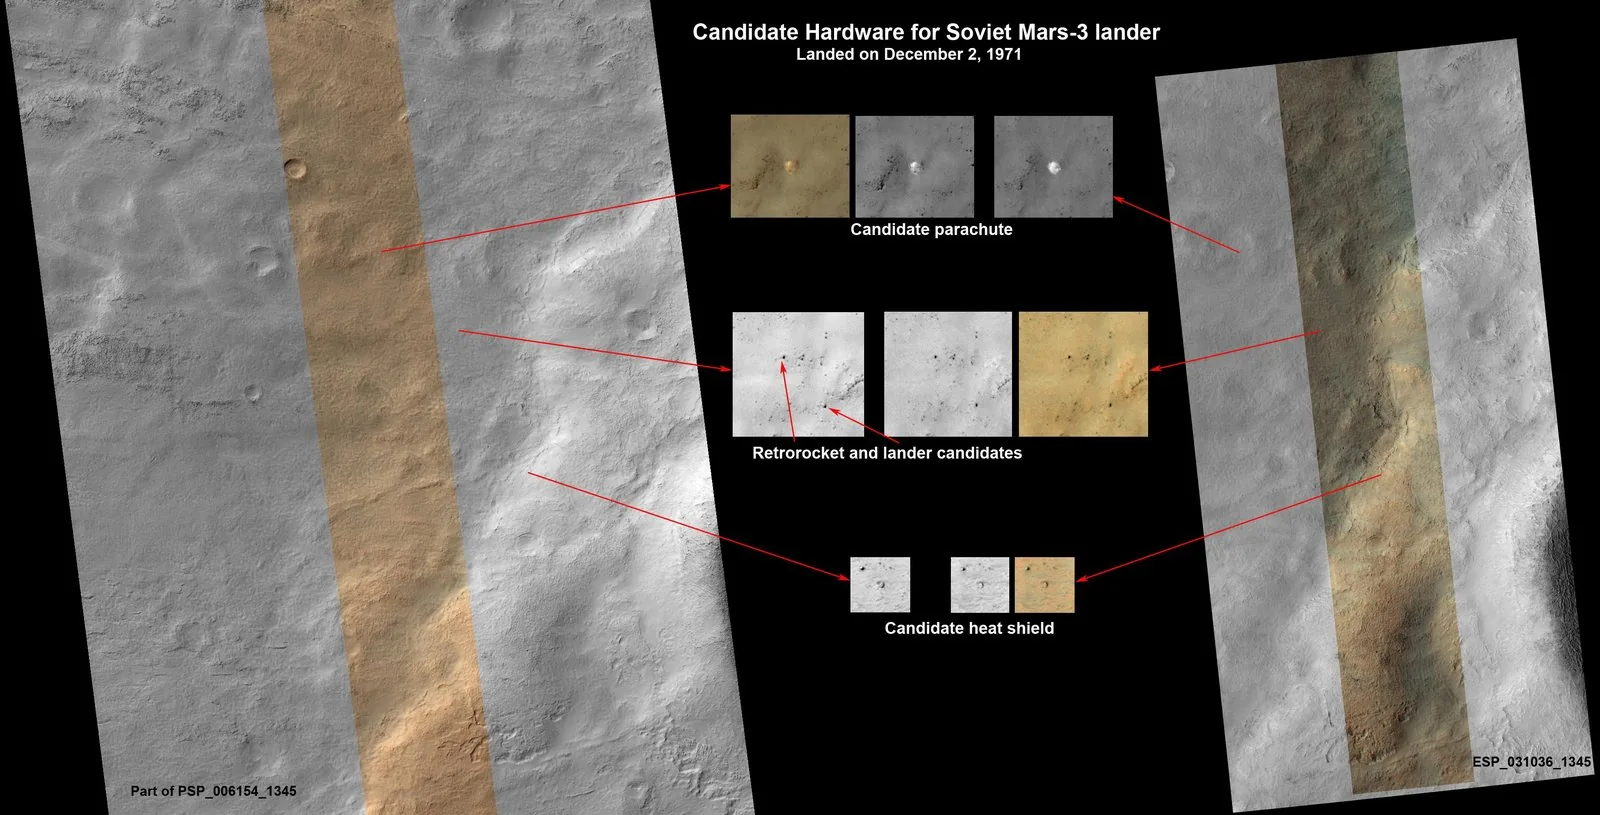 Candidate Hardware for Soviet Mars-3 lander
Landed on December 2, 1971
Candidate parachute
Retrorocket and lander candidates
Candidate heat shield
Part of PSP_006154_1345
ESP_031036_1345